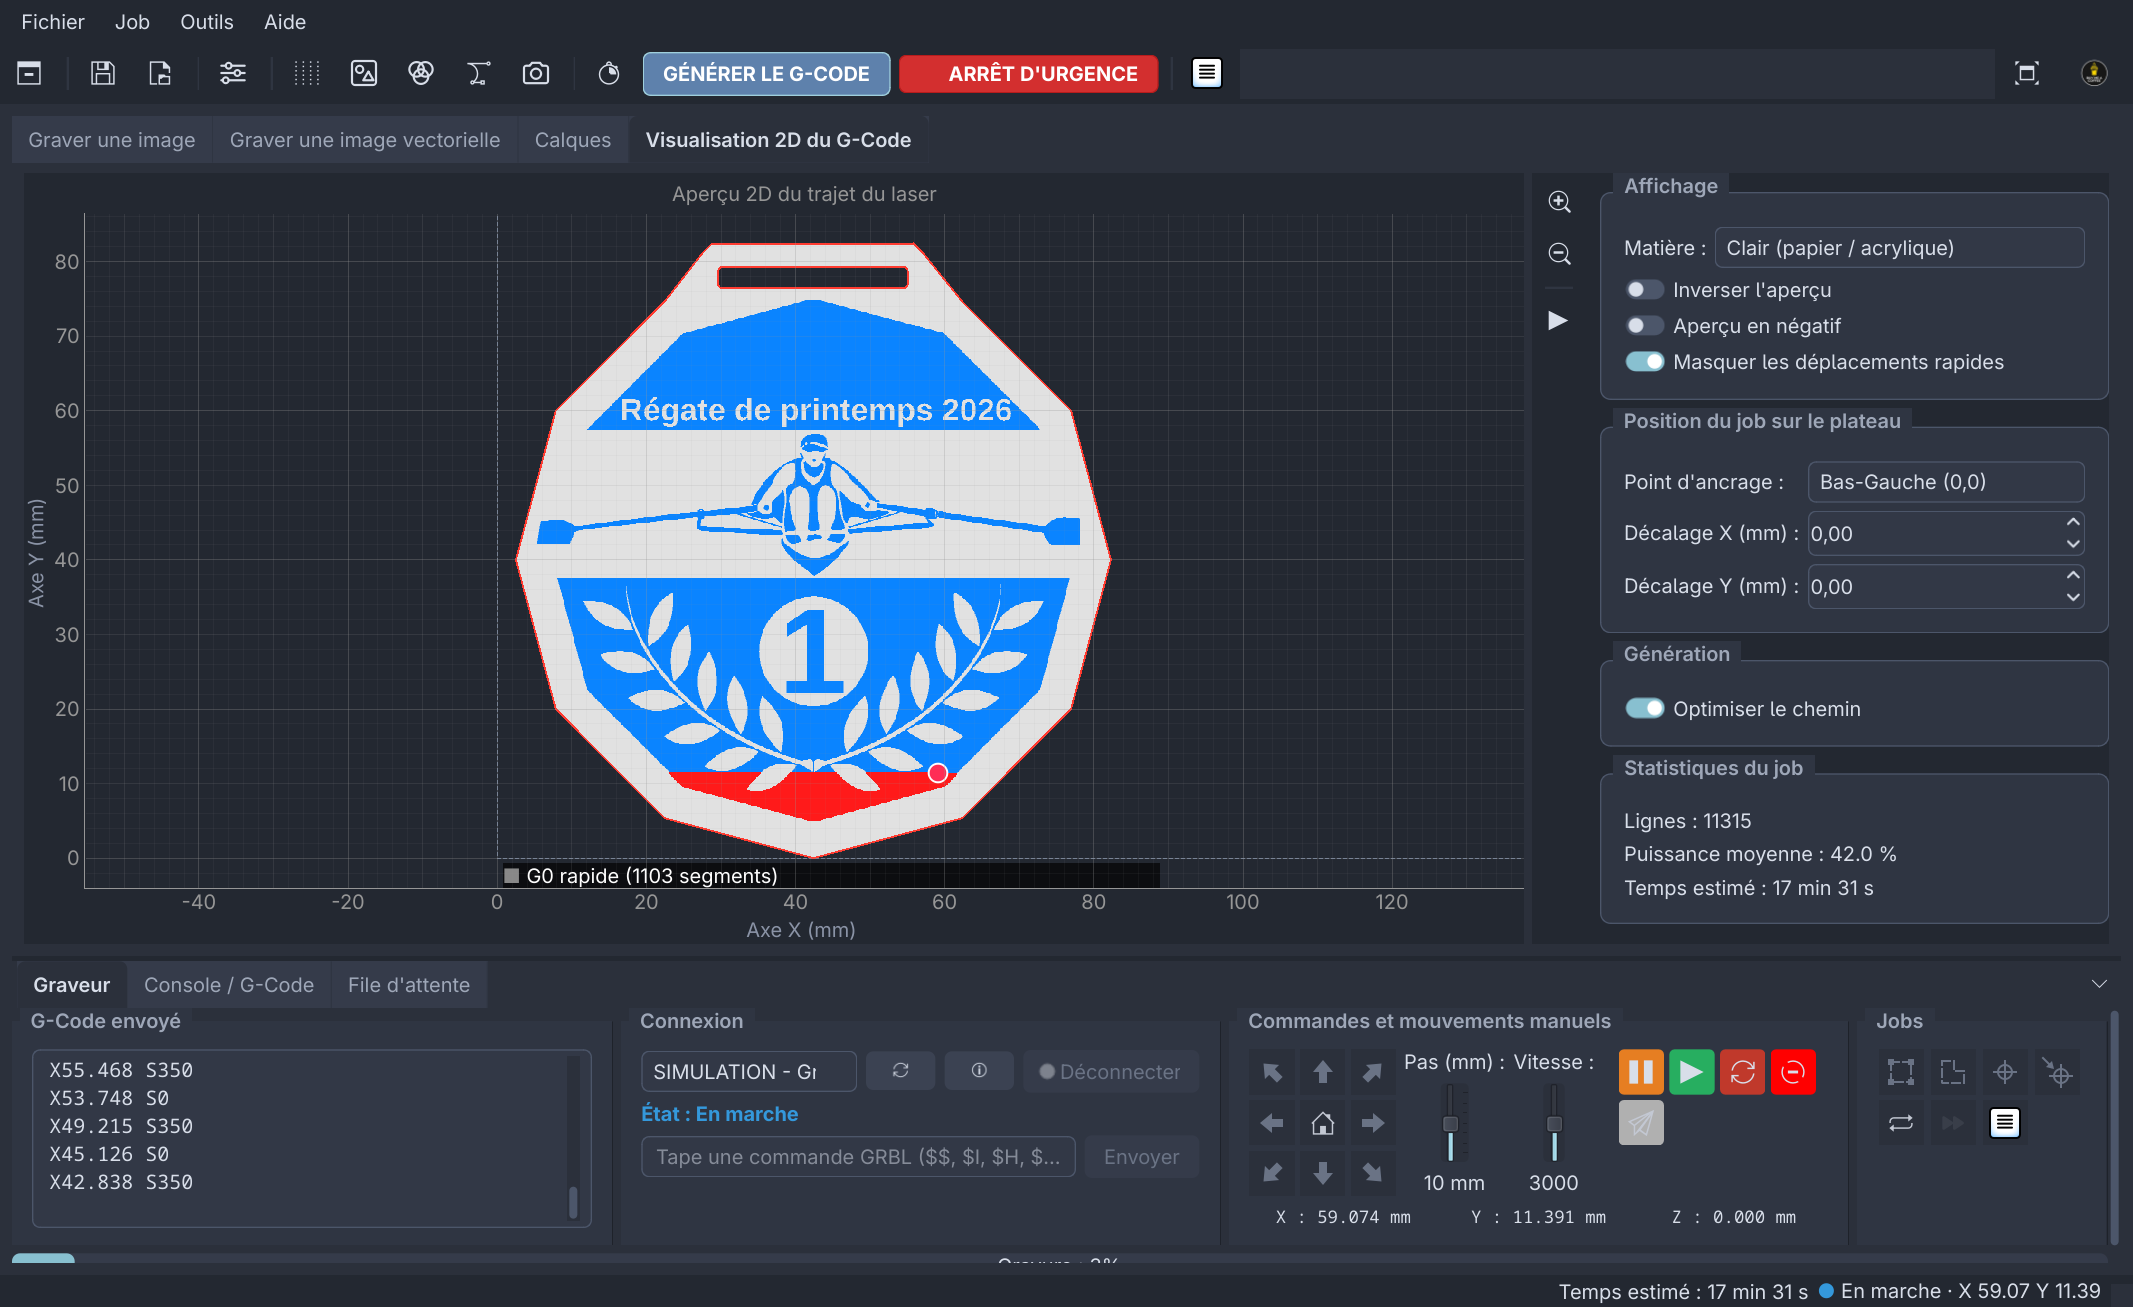 Fichier Job Outils Aide
GÉNÉRER LE G-CODE ARRÊT D'URGENCE
Graver une image Graver une image vectorielle Calques Visualisation 2D du G-Code
Aperçu 2D du trajet du laser
80
70
60
50
40
30
20
10
0
Axe Y (mm)
Régate de printemps 2026
1
G0 rapide (1103 segments)
-40 -20 0 20 40 60 80 100 120
Axe X (mm)
Affichage
Matière : Clair (papier / acrylique)
Inverser l'aperçu
Aperçu en négatif
Masquer les déplacements rapides
Position du job sur le plateau
Point d'ancrage : Bas-Gauche (0,0)
Décalage X (mm) : 0,00
Décalage Y (mm) : 0,00
Génération
Optimiser le chemin
Statistiques du job
Lignes : 11315
Puissance moyenne : 42.0 %
Temps estimé : 17 min 31 s
Graveur Console / G-Code File d'attente
G-Code envoyé
X55.468 S350
X53.748 S0
X49.215 S350
X45.126 S0
X42.838 S350
Connexion
SIMULATION - Gr
Déconnecter
État : En marche
Tape une commande GRBL ($$, $I, $H, $... Envoyer
Commandes et mouvements manuels
Pas (mm) : Vitesse :
10 mm 3000
X : 59.074 mm Y : 11.391 mm Z : 0.000 mm
Jobs
Temps estimé : 17 min 31 s En marche · X 59.07 Y 11.39